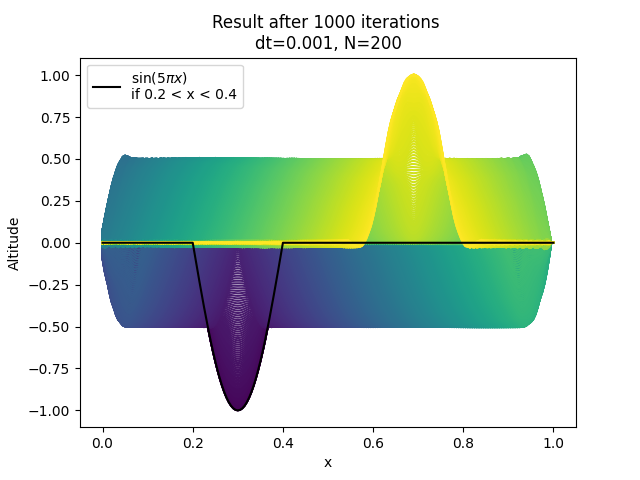 Result after 1000 iterations
dt=0.001, N=200
sin(5πx)
if 0.2 < x < 0.4
1.00
0.75
0.50
0.25
0.00
−0.25
−0.50
−0.75
−1.00
Altitude
0.0 0.2 0.4 0.6 0.8 1.0
x